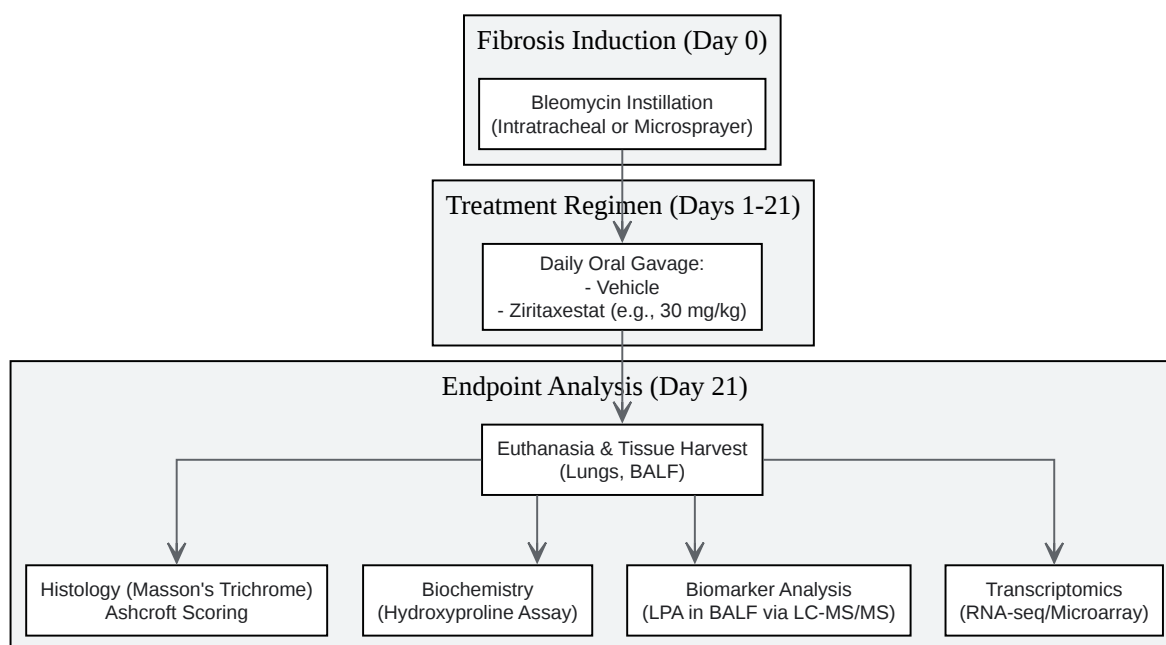 Fibrosis Induction (Day 0)
Bleomycin Instillation
(Intratracheal or Microsprayer)
Treatment Regimen (Days 1-21)
Daily Oral Gavage:
- Vehicle
- Ziritaxestat (e.g., 30 mg/kg)
Endpoint Analysis (Day 21)
Euthanasia & Tissue Harvest
(Lungs, BALF)
Histology (Masson's Trichrome)
Ashcroft Scoring
Biochemistry
(Hydroxyproline Assay)
Biomarker Analysis
(LPA in BALF via LC-MS/MS)
Transcriptomics
(RNA-seq/Microarray)